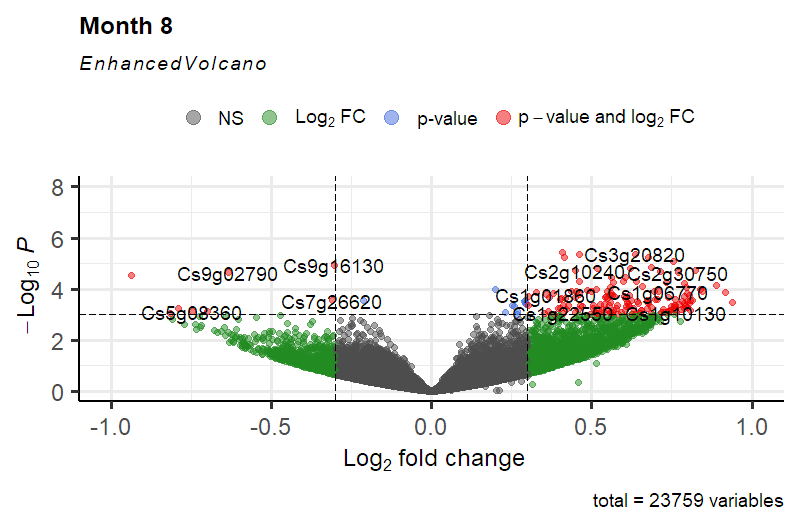 Month 8
EnhancedVolcano
NS Log2 FC p-value p − value and log2 FC
8
6
4
2
0
−Log10 P
Cs3g20820
Cs9g16130
Cs9g02790
Cs2g10240
Cs2g30750
Cs1g01860
Cs1g06770
Cs7g26620
Cs5g08360
Cs1g22550
Cs1g10130
-1.0 -0.5 0.0 0.5 1.0
Log2 fold change
total = 23759 variables